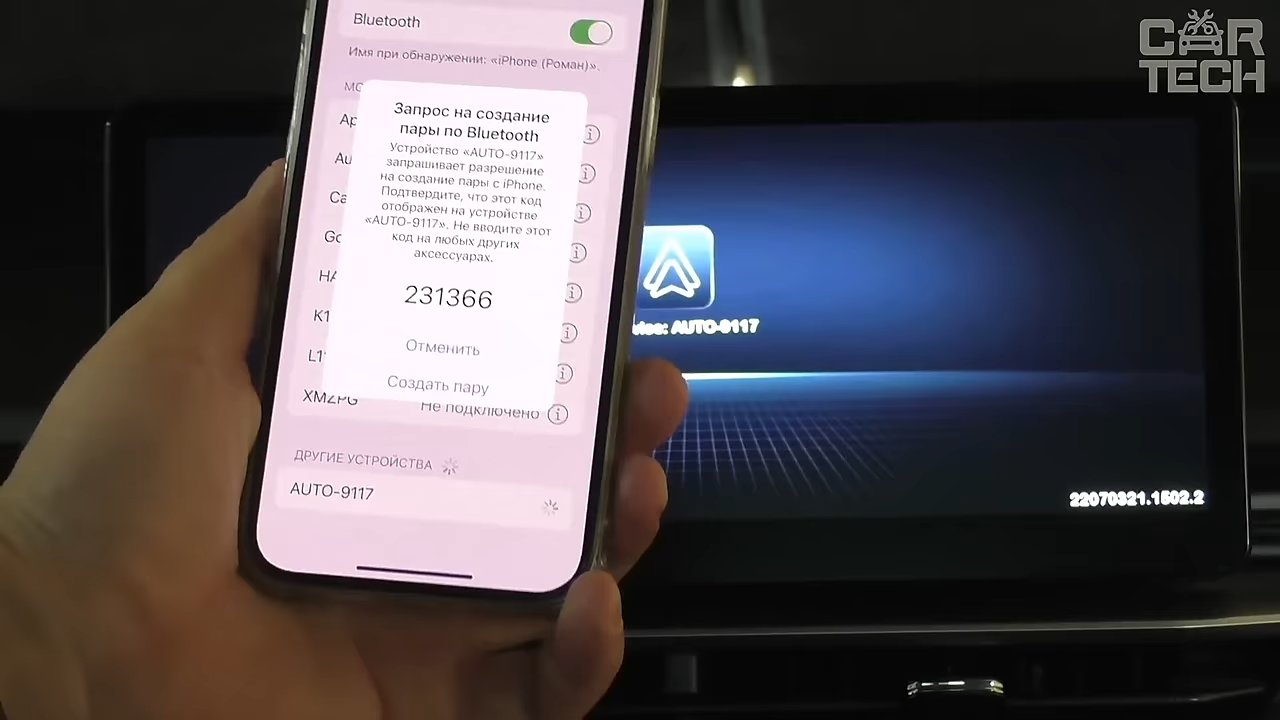 Bluetooth
Имя при обнаружении: «iPhone (Роман)».
Запрос на создание
пары по Bluetooth
Устройство «AUTO-9117»
запрашивает разрешение
на создание пары с iPhone.
Подтвердите, что этот код
отображен на устройстве
«AUTO-9117». Не вводите этот
код на любых других
аксессуарах.
231366
Отменить
Создать пару
XMZPG Не подключено
ДРУГИЕ УСТРОЙСТВА
AUTO-9117
AUTO-9117
22070321.1502.2
CAR
TECH